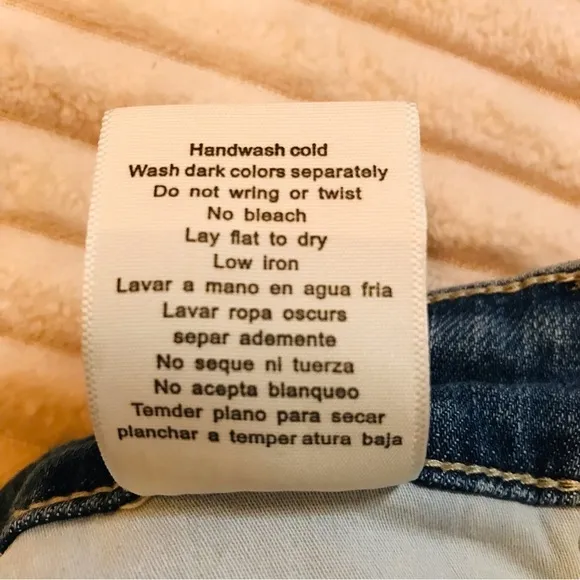 Handwash cold
Wash dark colors separately
Do not wring or twist
No bleach
Lay flat to dry
Low iron
Lavar a mano en agua fria
Lavar ropa oscurs
separ ademente
No seque ni tuerza
No acepta blanqueo
Temder plano para secar
planchar a temper atura baja